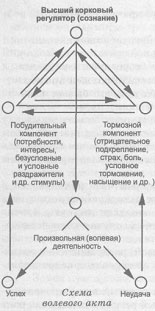 Высший корковый
регулятор (сознание)
Побудительный
компонент
(потребности,
интересы,
безусловные
и условные
раздражители
и др. стимулы)
Тормозной
компонент
(отрицательное
подкрепление,
страх, боль,
условное
торможение,
насыщение и др.)
Произвольная (волевая)
деятельность
Успех
Схема
волевого акта
Неудача